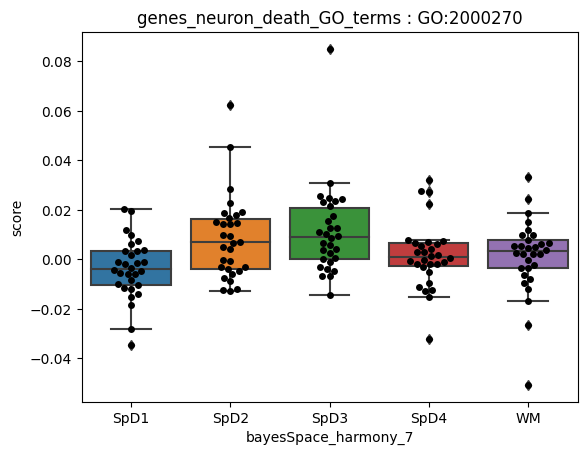 genes_neuron_death_GO_terms : GO:2000270
score
0.08
0.06
0.04
0.02
0.00
−0.02
−0.04
SpD1 SpD2 SpD3 SpD4 WM
bayesSpace_harmony_7